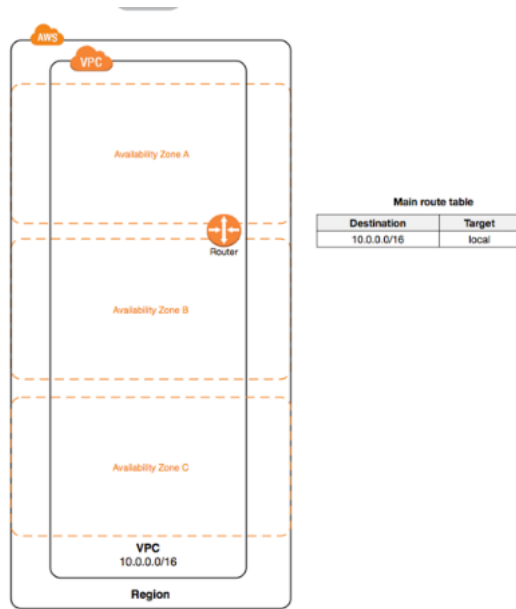 AWS
VPC
Availability Zone A
Main route table
Destination Target
10.0.0.0/16 local
Router
Availability Zone B
Availability Zone C
VPC
10.0.0.0/16
Region